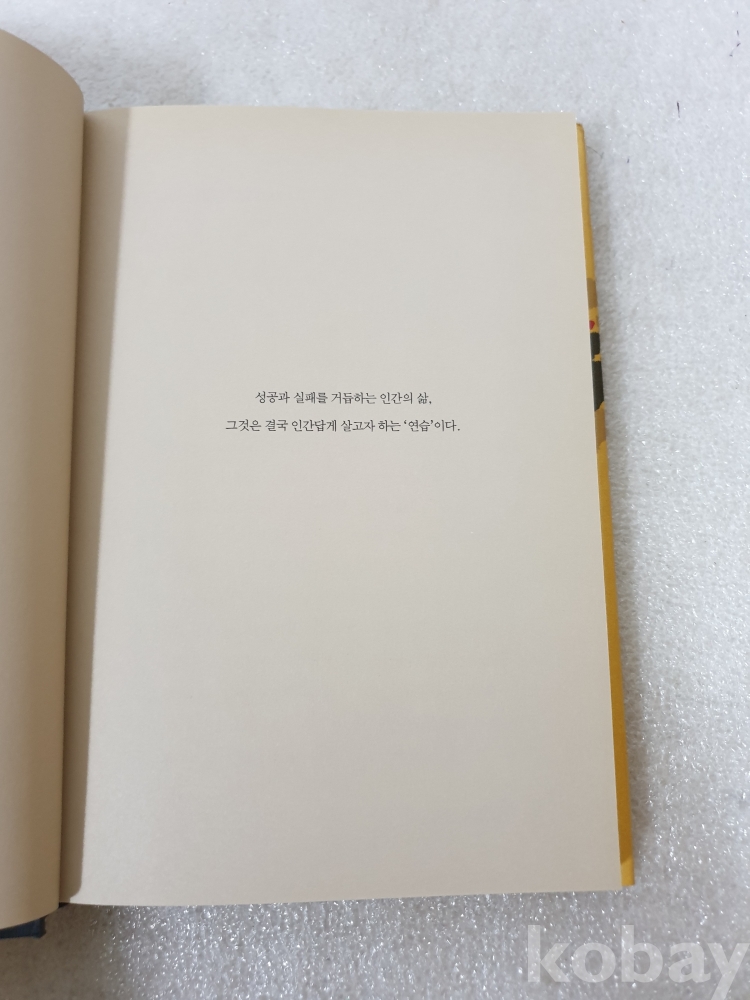 성공과 실패를 거듭하는 인간의 삶,
그것은 결국 인간답게 살고자 하는 ‘연습’이다.
kobay